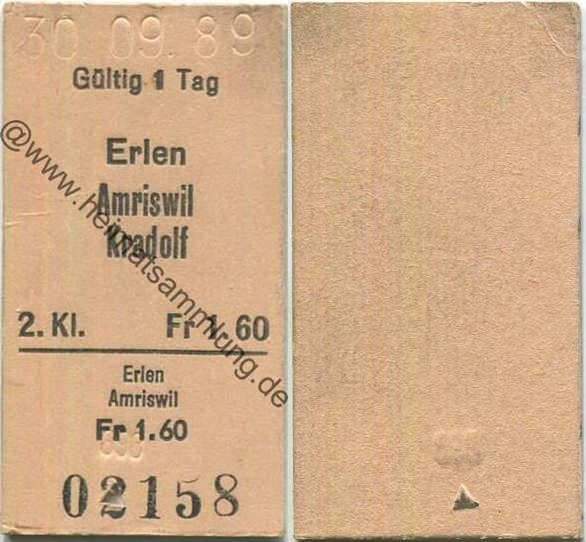 30 09 89
Gültig 1 Tag
Erlen
Amriswil
Kradolf
2. Kl. Fr 1.60
Erlen
Amriswil
Fr 1.60
02158
@www.heimatsammlung.de